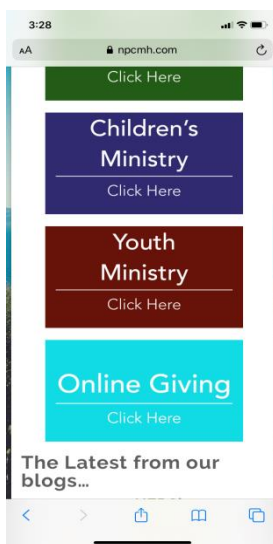 3:28
AA npcmh.com
Click Here
Children's
Ministry
Click Here
Youth
Ministry
Click Here
Online Giving
Click Here
The Latest from our
blogs...